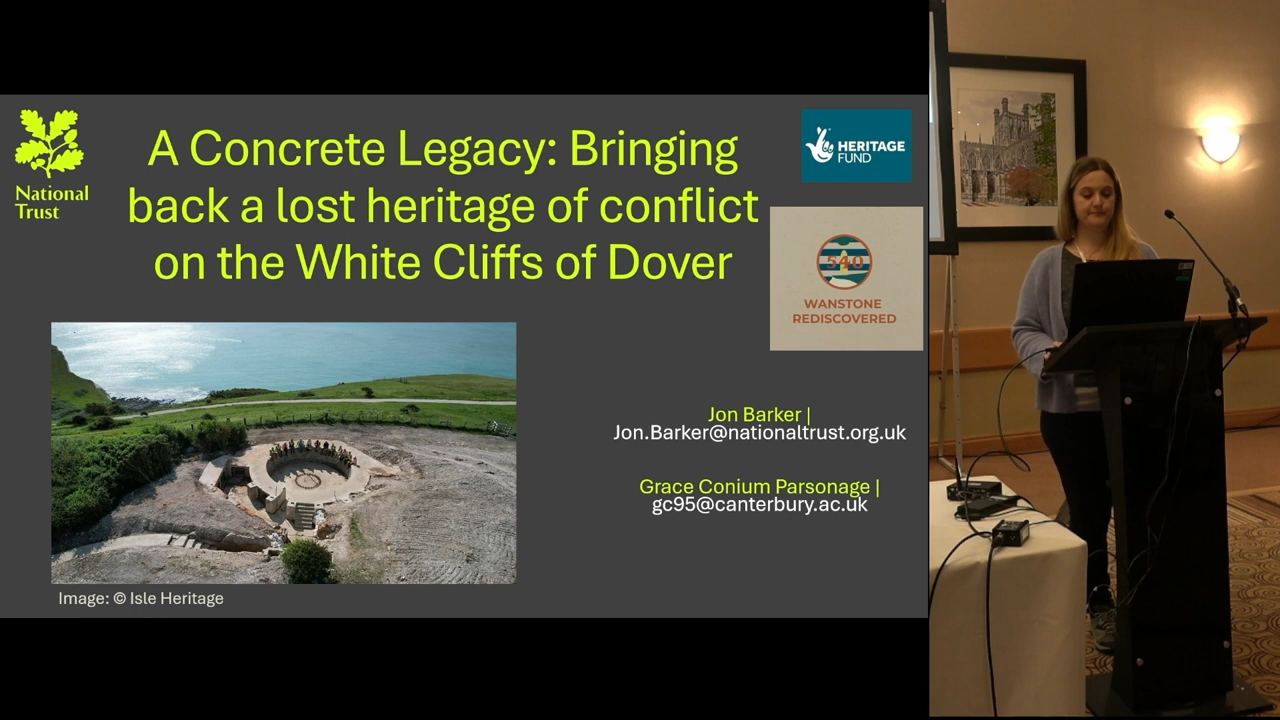 National
Trust
A Concrete Legacy: Bringing
back a lost heritage of conflict
on the White Cliffs of Dover
HERITAGE
FUND
540
WANSTONE
REDISCOVERED
Jon Barker |
Jon.Barker@nationaltrust.org.uk
Grace Conium Parsonage |
gc95@canterbury.ac.uk
Image: © Isle Heritage